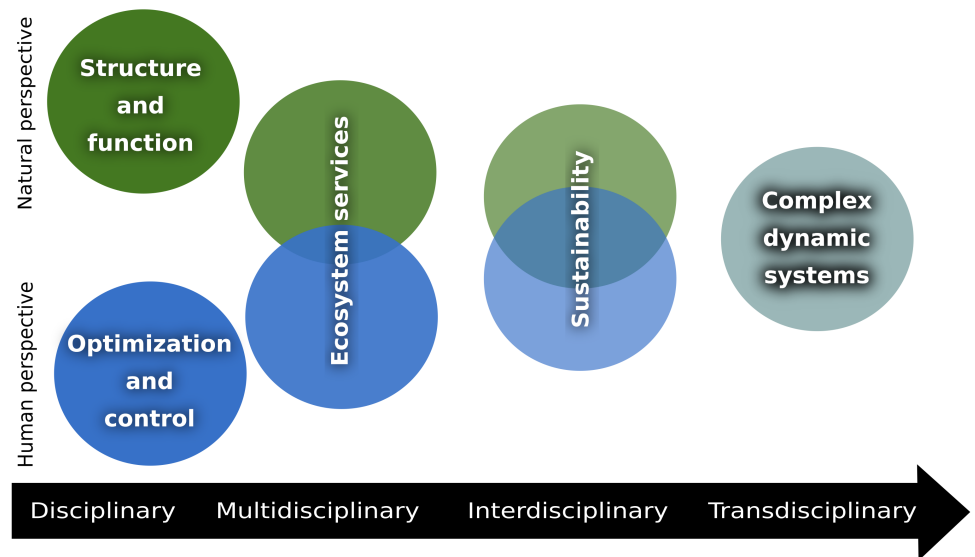 Natural perspective
Human perspective
Structure
and
function
Optimization
and
control
Ecosystem services
Sustainability
Complex
dynamic
systems
Disciplinary
Multidisciplinary
Interdisciplinary
Transdisciplinary